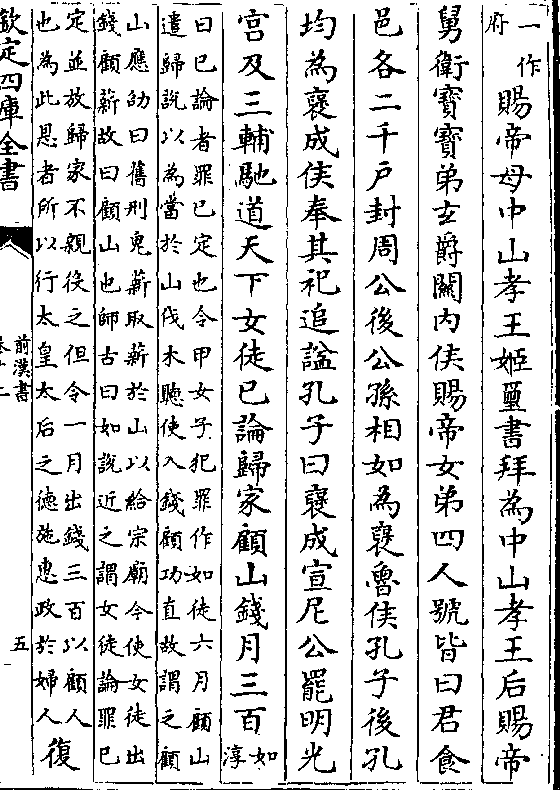 一作
府
賜帝母中山孝王姬璽書拜為中山孝王后賜帝
舅衛寶寶弟玄爵關内侯賜帝女弟四人號皆曰君食
邑各二千戸封周公後公孫相如為襃魯侯孔子後孔
均為襃成侯奉其祀追諡孔子曰襃成宣尼公罷明光
宫及三輔馳道天下女徒已論歸家顧山錢月三百
如
淳
曰已論者罪已定也令甲女子犯罪作如徒六月顧山
遣歸說以為當於山伐木聽使入錢顧功直故謂之顧
山應劭曰舊刑鬼薪取薪於山以給宗廟今使女徒出
錢顧薪故曰顧山也師古曰如說近之謂女徒論罪已
定並放歸家不親役之但令一月出錢三百以顧人
也為此恩者所以行太皇太后之徳施惠政於婦人
復
欽定四庫全書
前漢書
五